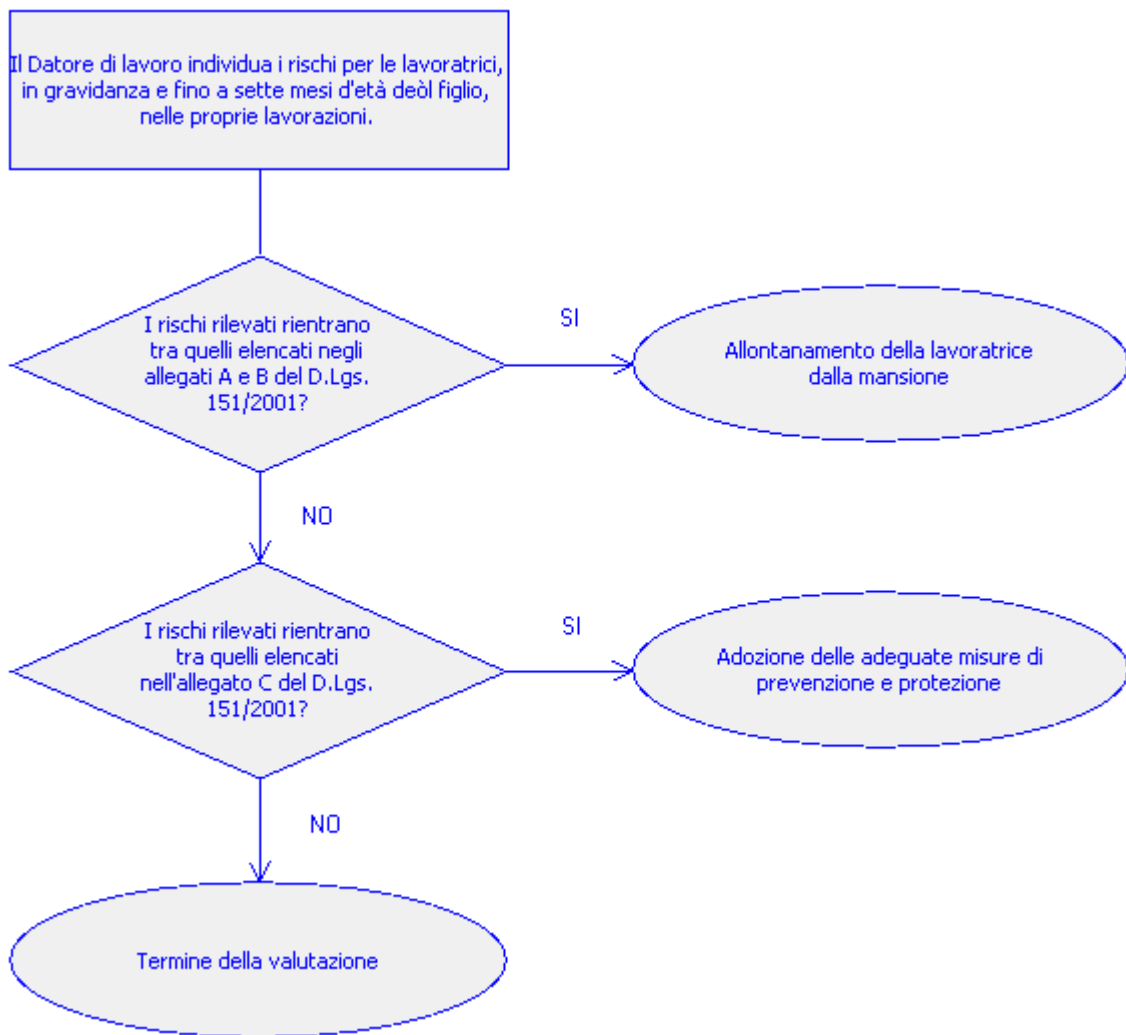 Il Datore di lavoro individua i rischi per le lavoratrici,
in gravidanza e fino a sette mesi d'età deòl figlio,
nelle proprie lavorazioni.
I rischi rilevati rientrano
tra quelli elencati negli
allegati A e B del D.Lgs.
151/2001?
SI
Allontanamento della lavoratrice
dalla mansione
NO
I rischi rilevati rientrano
tra quelli elencati
nell'allegato C del D.Lgs.
151/2001?
SI
Adozione delle adeguate misure di
prevenzione e protezione
NO
Termine della valutazione